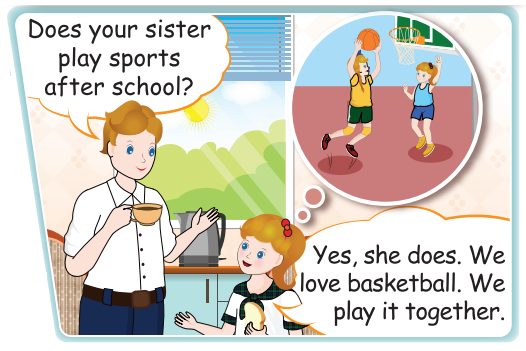 Does your sister
play sports
after school?
Yes, she does. We
love basketball. We
play it together.